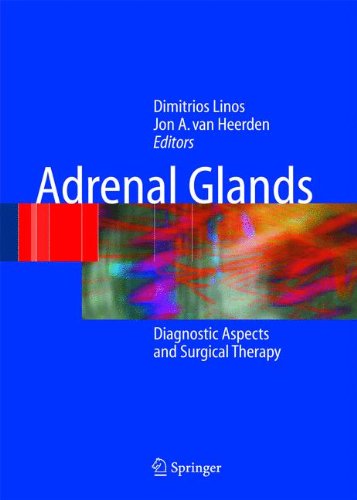 Dimitrios Linos
Jon A. van Heerden
Editors
Adrenal Glands
Diagnostic Aspects
and Surgical Therapy
Springer